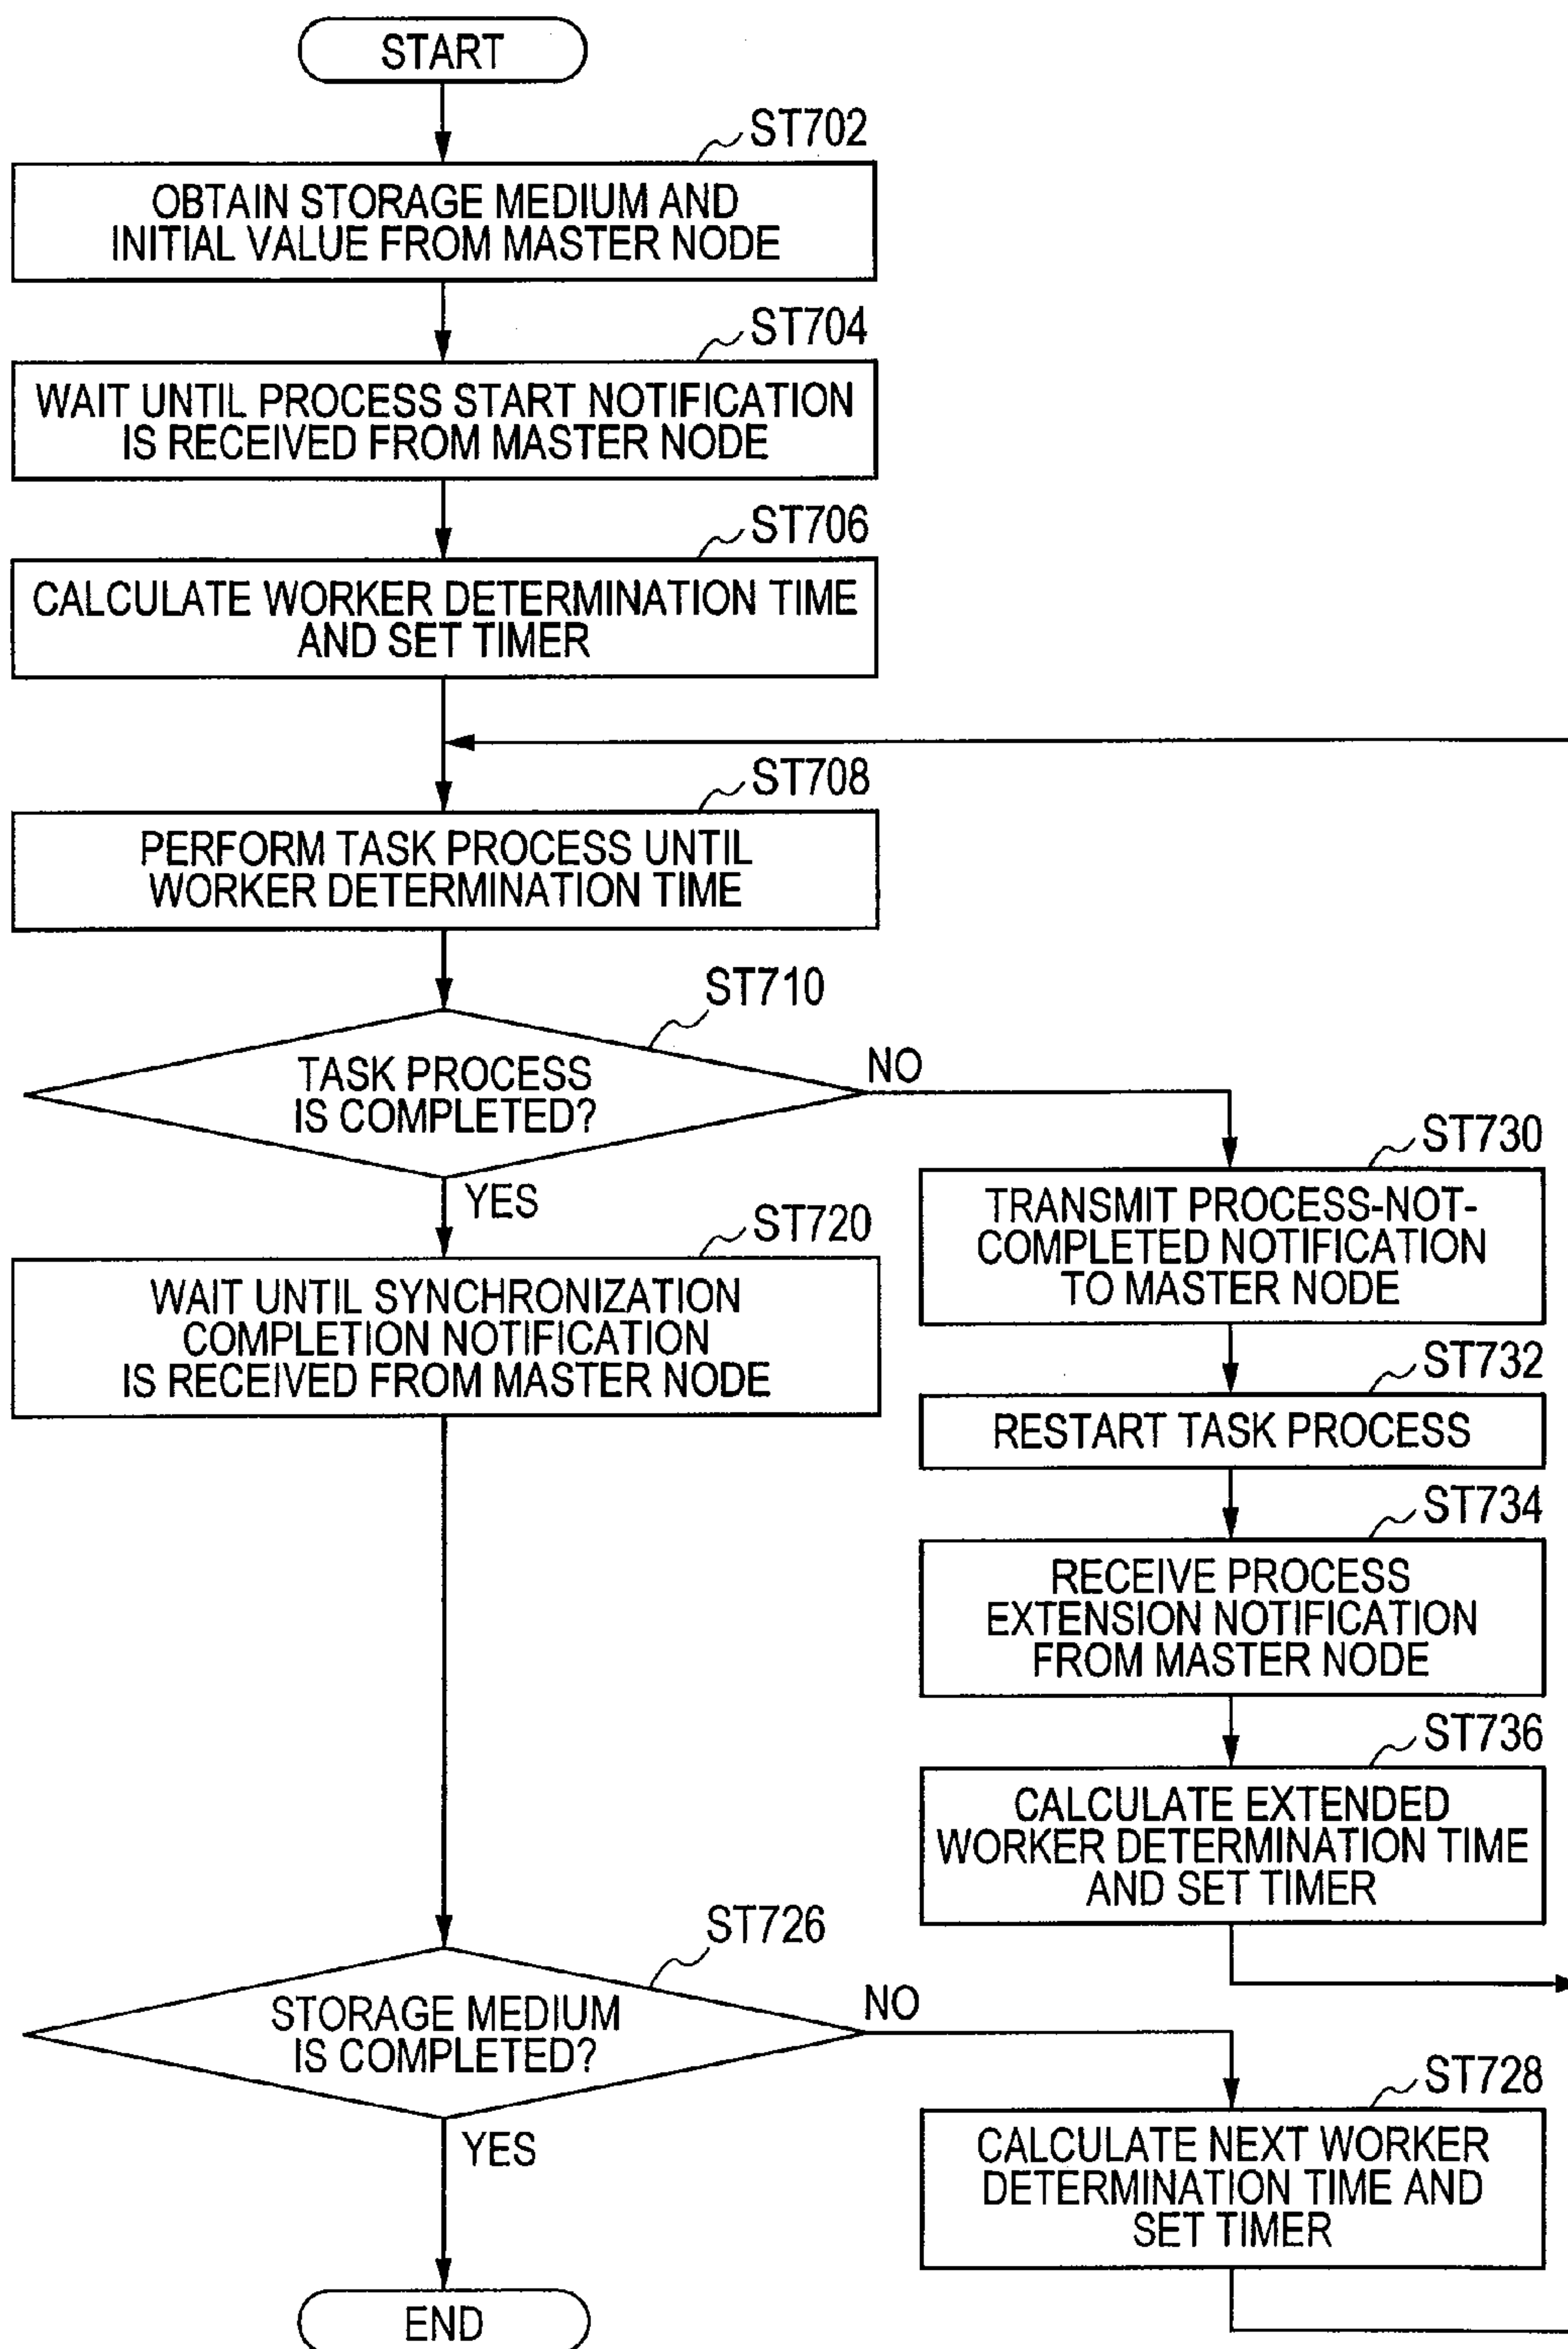 START
ST702
OBTAIN STORAGE MEDIUM AND
INITIAL VALUE FROM MASTER NODE
ST704
WAIT UNTIL PROCESS START NOTIFICATION
IS RECEIVED FROM MASTER NODE
ST706
CALCULATE WORKER DETERMINATION TIME
AND SET TIMER
ST708
PERFORM TASK PROCESS UNTIL
WORKER DETERMINATION TIME
ST710
TASK PROCESS
IS COMPLETED?
NO
YES
ST720
WAIT UNTIL SYNCHRONIZATION
COMPLETION NOTIFICATION
IS RECEIVED FROM MASTER NODE
ST730
TRANSMIT PROCESS-NOT-
COMPLETED NOTIFICATION
TO MASTER NODE
ST732
RESTART TASK PROCESS
ST734
RECEIVE PROCESS
EXTENSION NOTIFICATION
FROM MASTER NODE
ST736
CALCULATE EXTENDED
WORKER DETERMINATION TIME
AND SET TIMER
ST726
STORAGE MEDIUM
IS COMPLETED?
NO
YES
ST728
CALCULATE NEXT WORKER
DETERMINATION TIME AND
SET TIMER
END